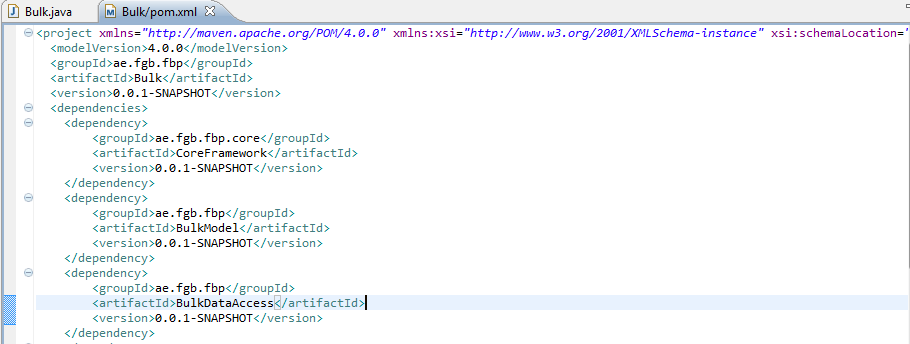 Bulk.java Bulk/pom.xml
<project xmlns="http://maven.apache.org/POM/4.0.0" xmlns:xsi="http://www.w3.org/2001/XMLSchema-instance" xsi:schemaLocation="
<modelVersion>4.0.0</modelVersion>
<groupId>ae.fgb.fbp</groupId>
<artifactId>Bulk</artifactId>
<version>0.0.1-SNAPSHOT</version>
<dependencies>
<dependency>
<groupId>ae.fgb.fbp.core</groupId>
<artifactId>CoreFramework</artifactId>
<version>0.0.1-SNAPSHOT</version>
</dependency>
<dependency>
<groupId>ae.fgb.fbp</groupId>
<artifactId>BulkModel</artifactId>
<version>0.0.1-SNAPSHOT</version>
</dependency>
<dependency>
<groupId>ae.fgb.fbp</groupId>
<artifactId>BulkDataAccess</artifactId>
<version>0.0.1-SNAPSHOT</version>
</dependency>